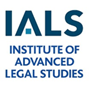 IALS
INSTITUTE OF
ADVANCED
LEGAL STUDIES